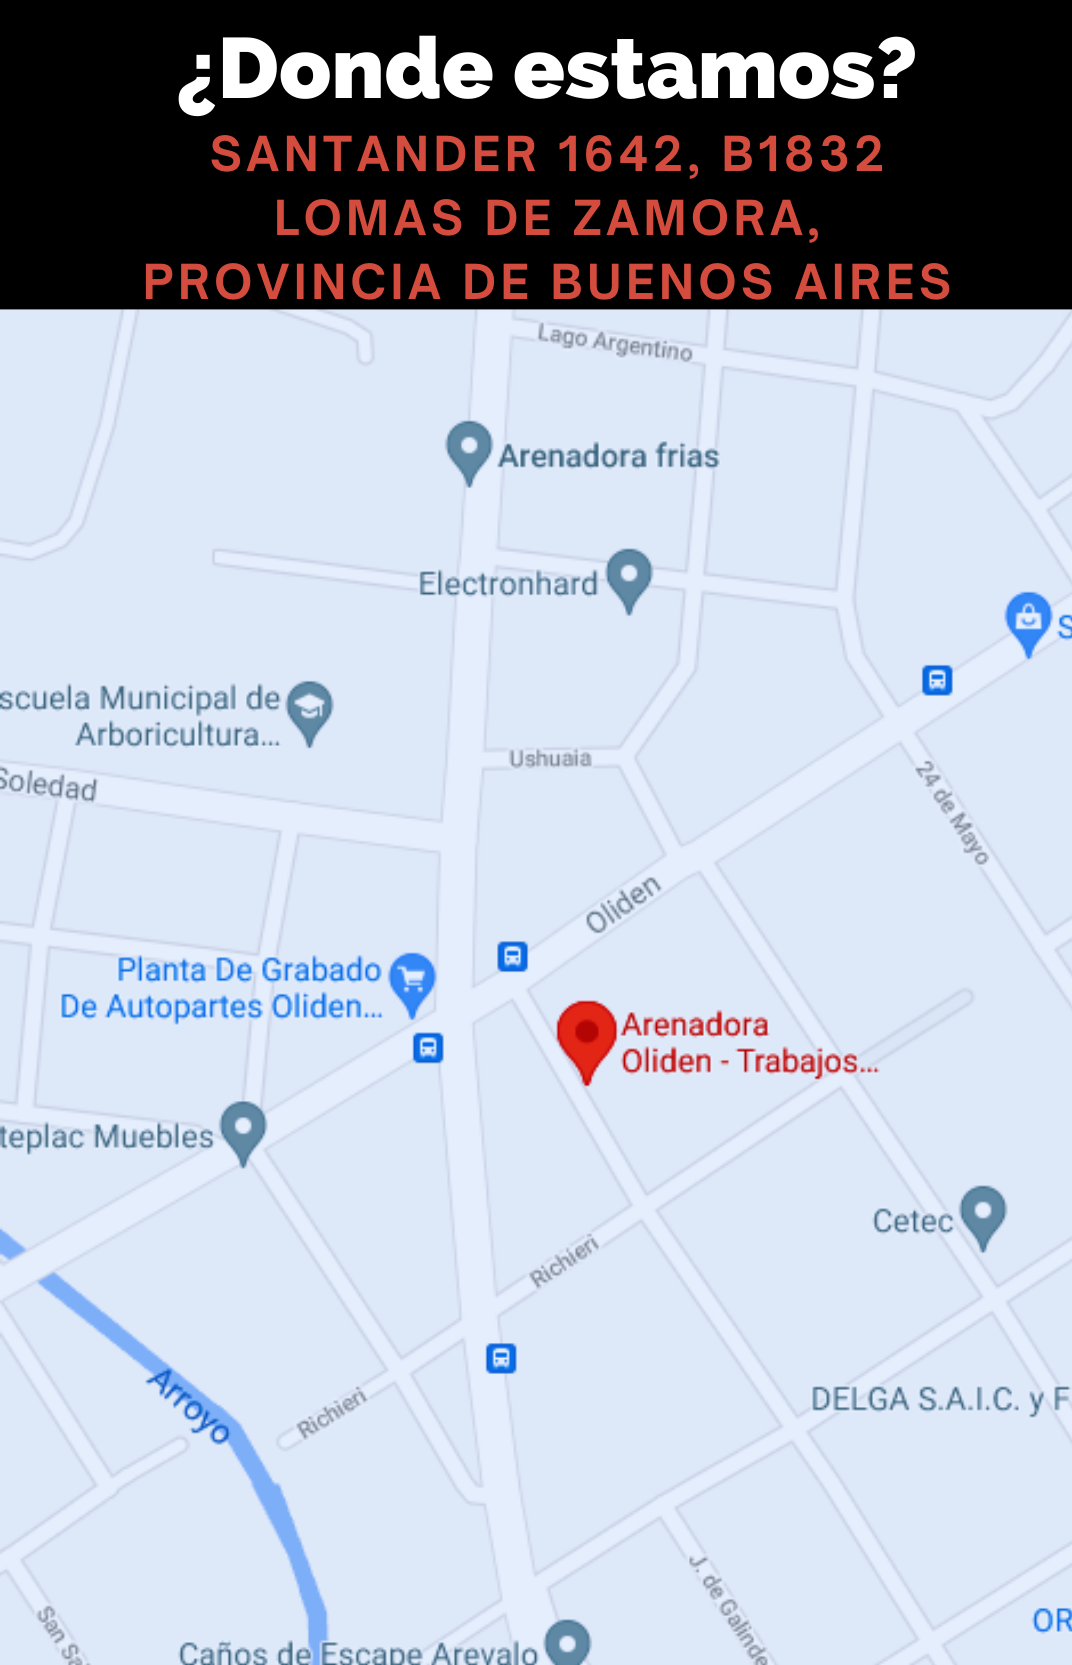 ¿Donde estamos?
SANTANDER 1642, B1832
LOMAS DE ZAMORA,
PROVINCIA DE BUENOS AIRES
Lago Argentino
Arenadora frias
Electronhard
S
scuela Municipal de
Arboricultura...
Ushuaia
Soledad
24 de Mayo
Oliden
Planta De Grabado
De Autopartes Oliden...
Arenadora
Oliden - Trabajos...
teplac Muebles
Cetec
Richieri
Arroyo
Richieri
DELGA S.A.I.C. y F
J. de Galinde
San Sa
OR
Caños de Escape Arevalo